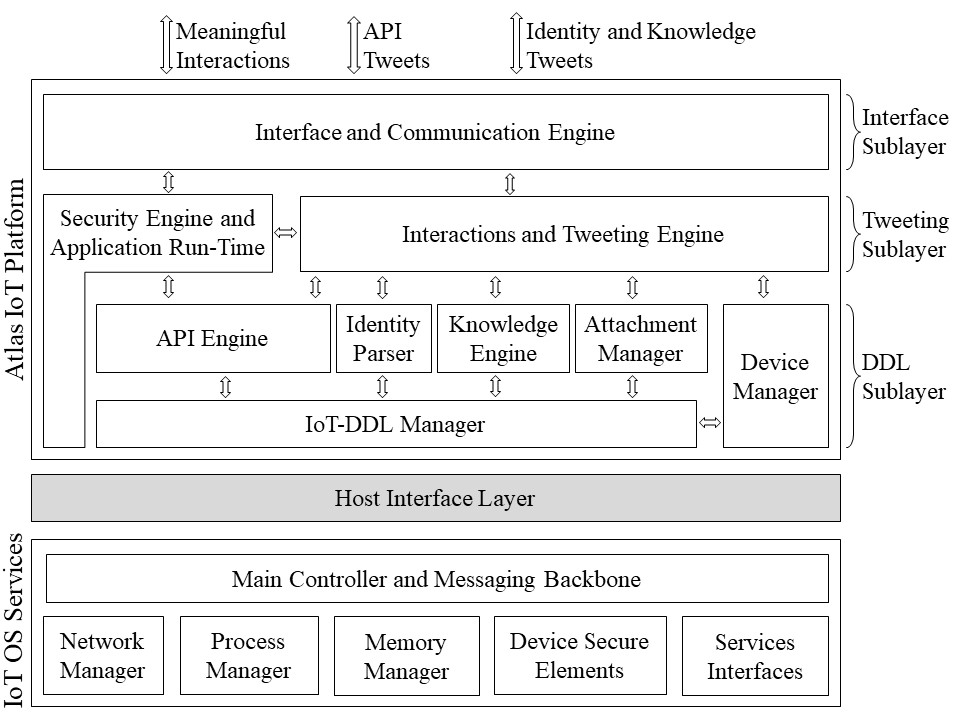 Meaningful
Interactions
API
Tweets
Identity and Knowledge
Tweets
Atlas IoT Platform
Interface and Communication Engine
Interface
Sublayer
Security Engine and
Application Run-Time
Interactions and Tweeting Engine
Tweeting
Sublayer
API Engine
Identity
Parser
Knowledge
Engine
Attachment
Manager
Device
Manager
DDL
Sublayer
IoT-DDL Manager
Host Interface Layer
IoT OS Services
Main Controller and Messaging Backbone
Network
Manager
Process
Manager
Memory
Manager
Device Secure
Elements
Services
Interfaces